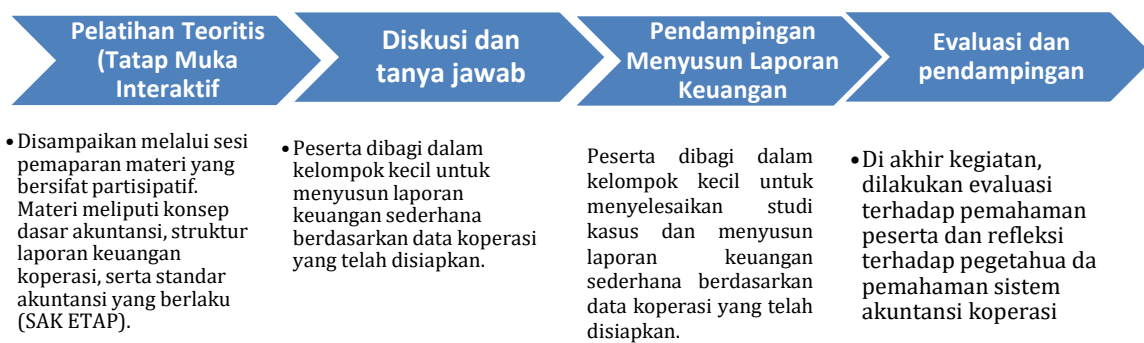 Pelatihan Teoritis
(Tatap Muka
Interaktif
•Disampaikan melalui sesi
pemaparan materi yang
bersifat partisipatif.
Materi meliputi konsep
dasar akuntansi, struktur
laporan keuangan
koperasi, serta standar
akuntansi yang berlaku
(SAK ETAP).
Diskusi dan
tanya jawab
•Peserta dibagi dalam
kelompok kecil untuk
menyusun laporan
keuangan sederhana
berdasarkan data koperasi
yang telah disiapkan.
Pendampingan
Menyusun Laporan
Keuangan
Peserta dibagi dalam
kelompok kecil untuk
menyelesaikan studi
kasus dan menyusun
laporan keuangan
sederhana berdasarkan
data koperasi yang telah
disiapkan.
Evaluasi dan
pendampingan
•Di akhir kegiatan,
dilakukan evaluasi
terhadap pemahaman
peserta dan refleksi
terhadap pegetahua da
pemahaman sistem
akuntansi koperasi